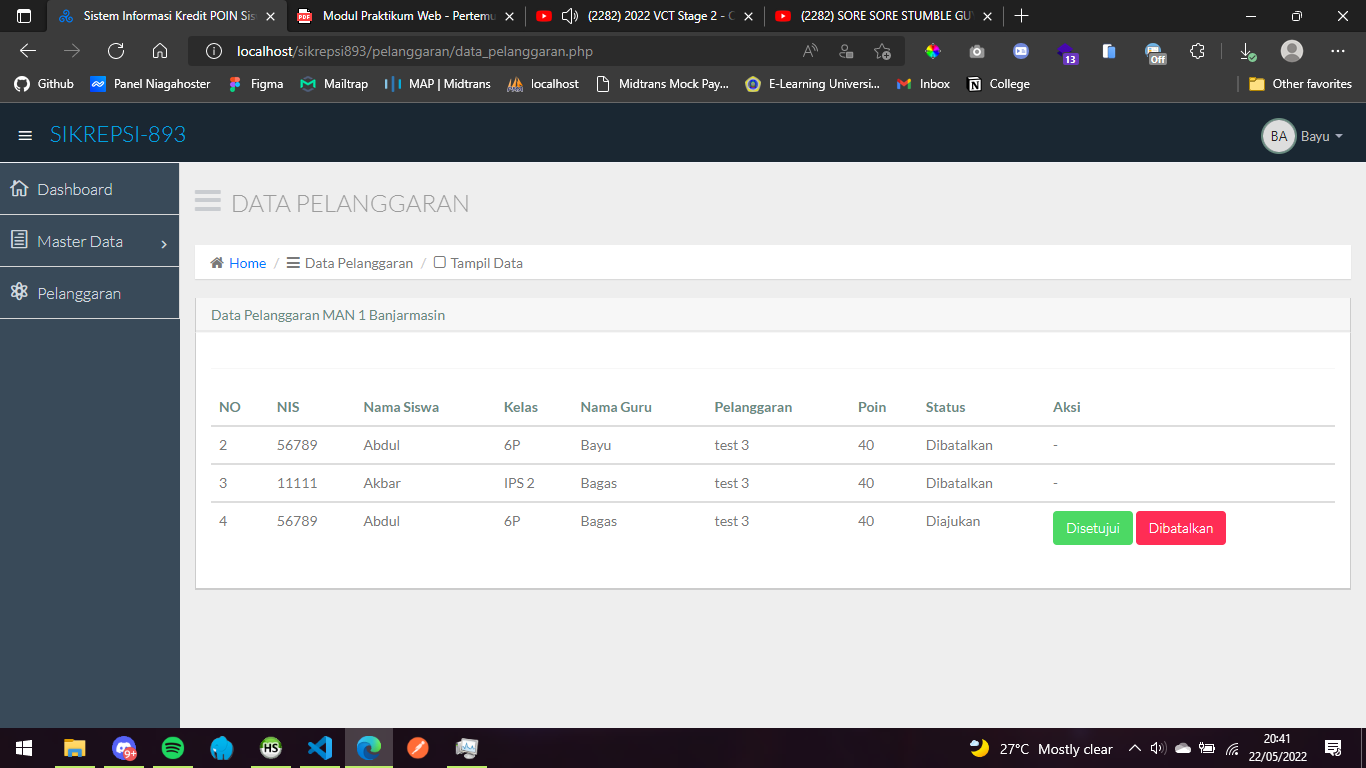 Sistem Informasi Kredit POIN Sis
Modul Praktikum Web - Pertemu
(2282) 2022 VCT Stage 2 - C
(2282) SORE SORE STUMBLE GU
localhost/sikrepsi893/pelanggaran/data_pelanggaran.php
13
Off
Github
Panel Niagahoster
Figma
Mailtrap
MAP | Midtrans
localhost
Midtrans Mock Pay...
E-Learning Universi...
Inbox
College
Other favorites
SIKREPSI-893
BA Bayu
Dashboard
Master Data
Pelanggaran
DATA PELANGGARAN
Home / Data Pelanggaran / Tampil Data
Data Pelanggaran MAN 1 Banjarmasin
NO NIS Nama Siswa Kelas Nama Guru Pelanggaran Poin Status Aksi
2 56789 Abdul 6P Bayu test 3 40 Dibatalkan -
3 11111 Akbar IPS 2 Bagas test 3 40 Dibatalkan -
4 56789 Abdul 6P Bagas test 3 40 Diajukan Disetujui Dibatalkan
9+
HS
27°C Mostly clear
20:41
22/05/2022